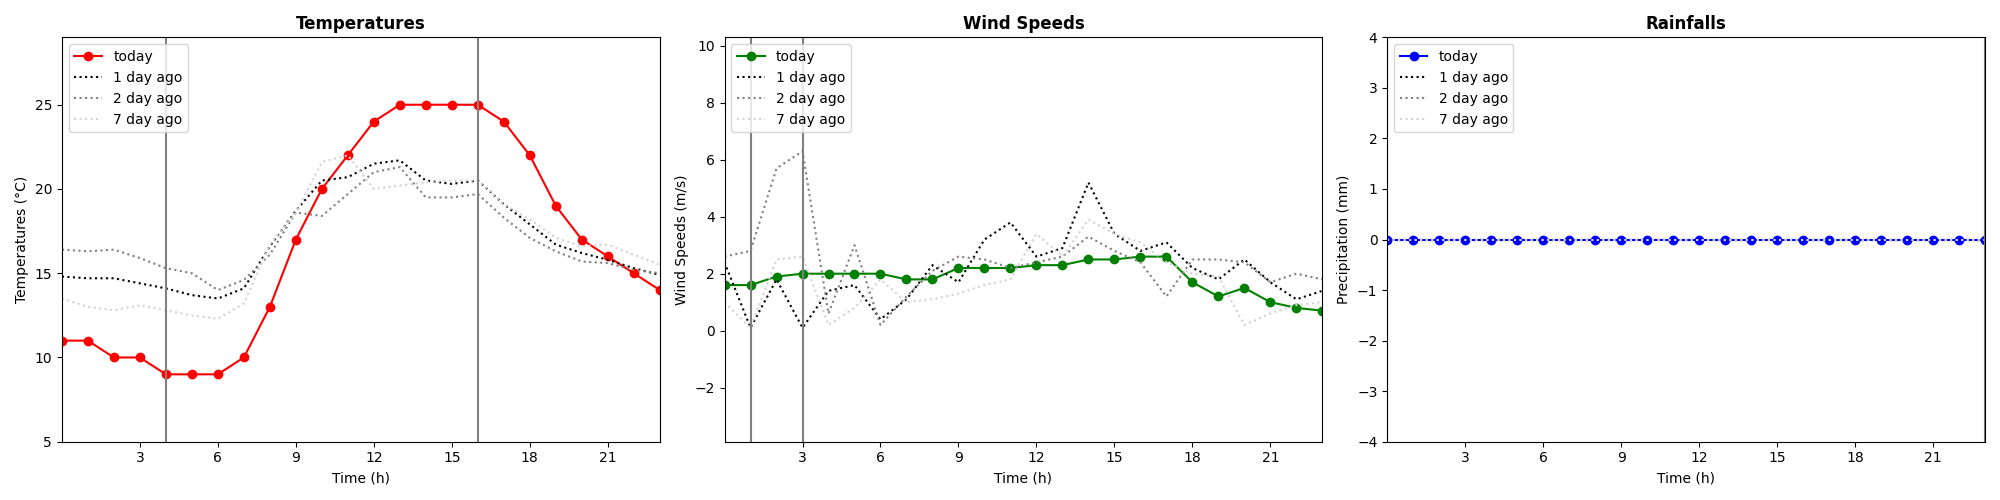 Temperatures
today
1 day ago
2 day ago
7 day ago
25
20
15
10
5
Temperatures (°C)
3 6 9 12 15 18 21
Time (h)
Wind Speeds
today
1 day ago
2 day ago
7 day ago
10
8
6
4
2
0
−2
Wind Speeds (m/s)
3 6 9 12 15 18 21
Time (h)
Rainfalls
today
1 day ago
2 day ago
7 day ago
4
3
2
1
0
−1
−2
−3
−4
Precipitation (mm)
3 6 9 12 15 18 21
Time (h)